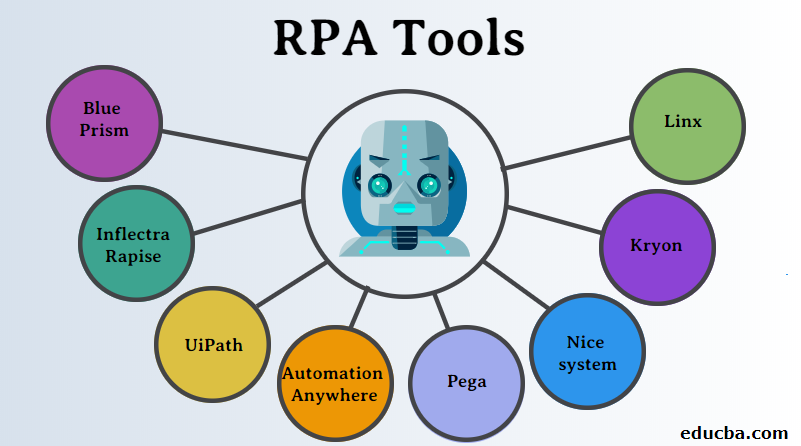 RPA Tools
Blue
Prism
Inflectra
Rapise
UiPath
Automation
Anywhere
Pega
Nice
system
Kryon
Linx
educba.com